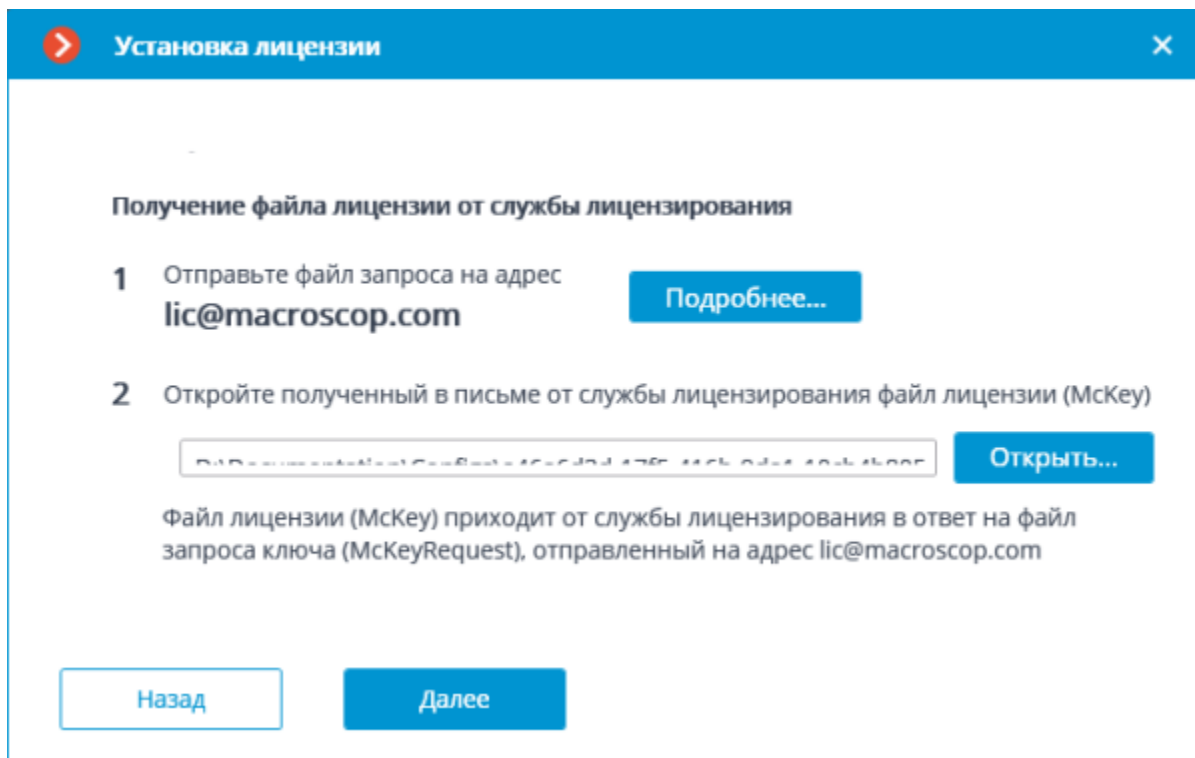 Установка лицензии
Получение файла лицензии от службы лицензирования
1 Отправьте файл запроса на адрес
lic@macroscop.com
Подробнее...
2 Откройте полученный в письме от службы лицензирования файл лицензии (McKey)
Открыть...
Файл лицензии (McKey) приходит от службы лицензирования в ответ на файл
запроса ключа (McKeyRequest), отправленный на адрес lic@macroscop.com
Назад
Далее